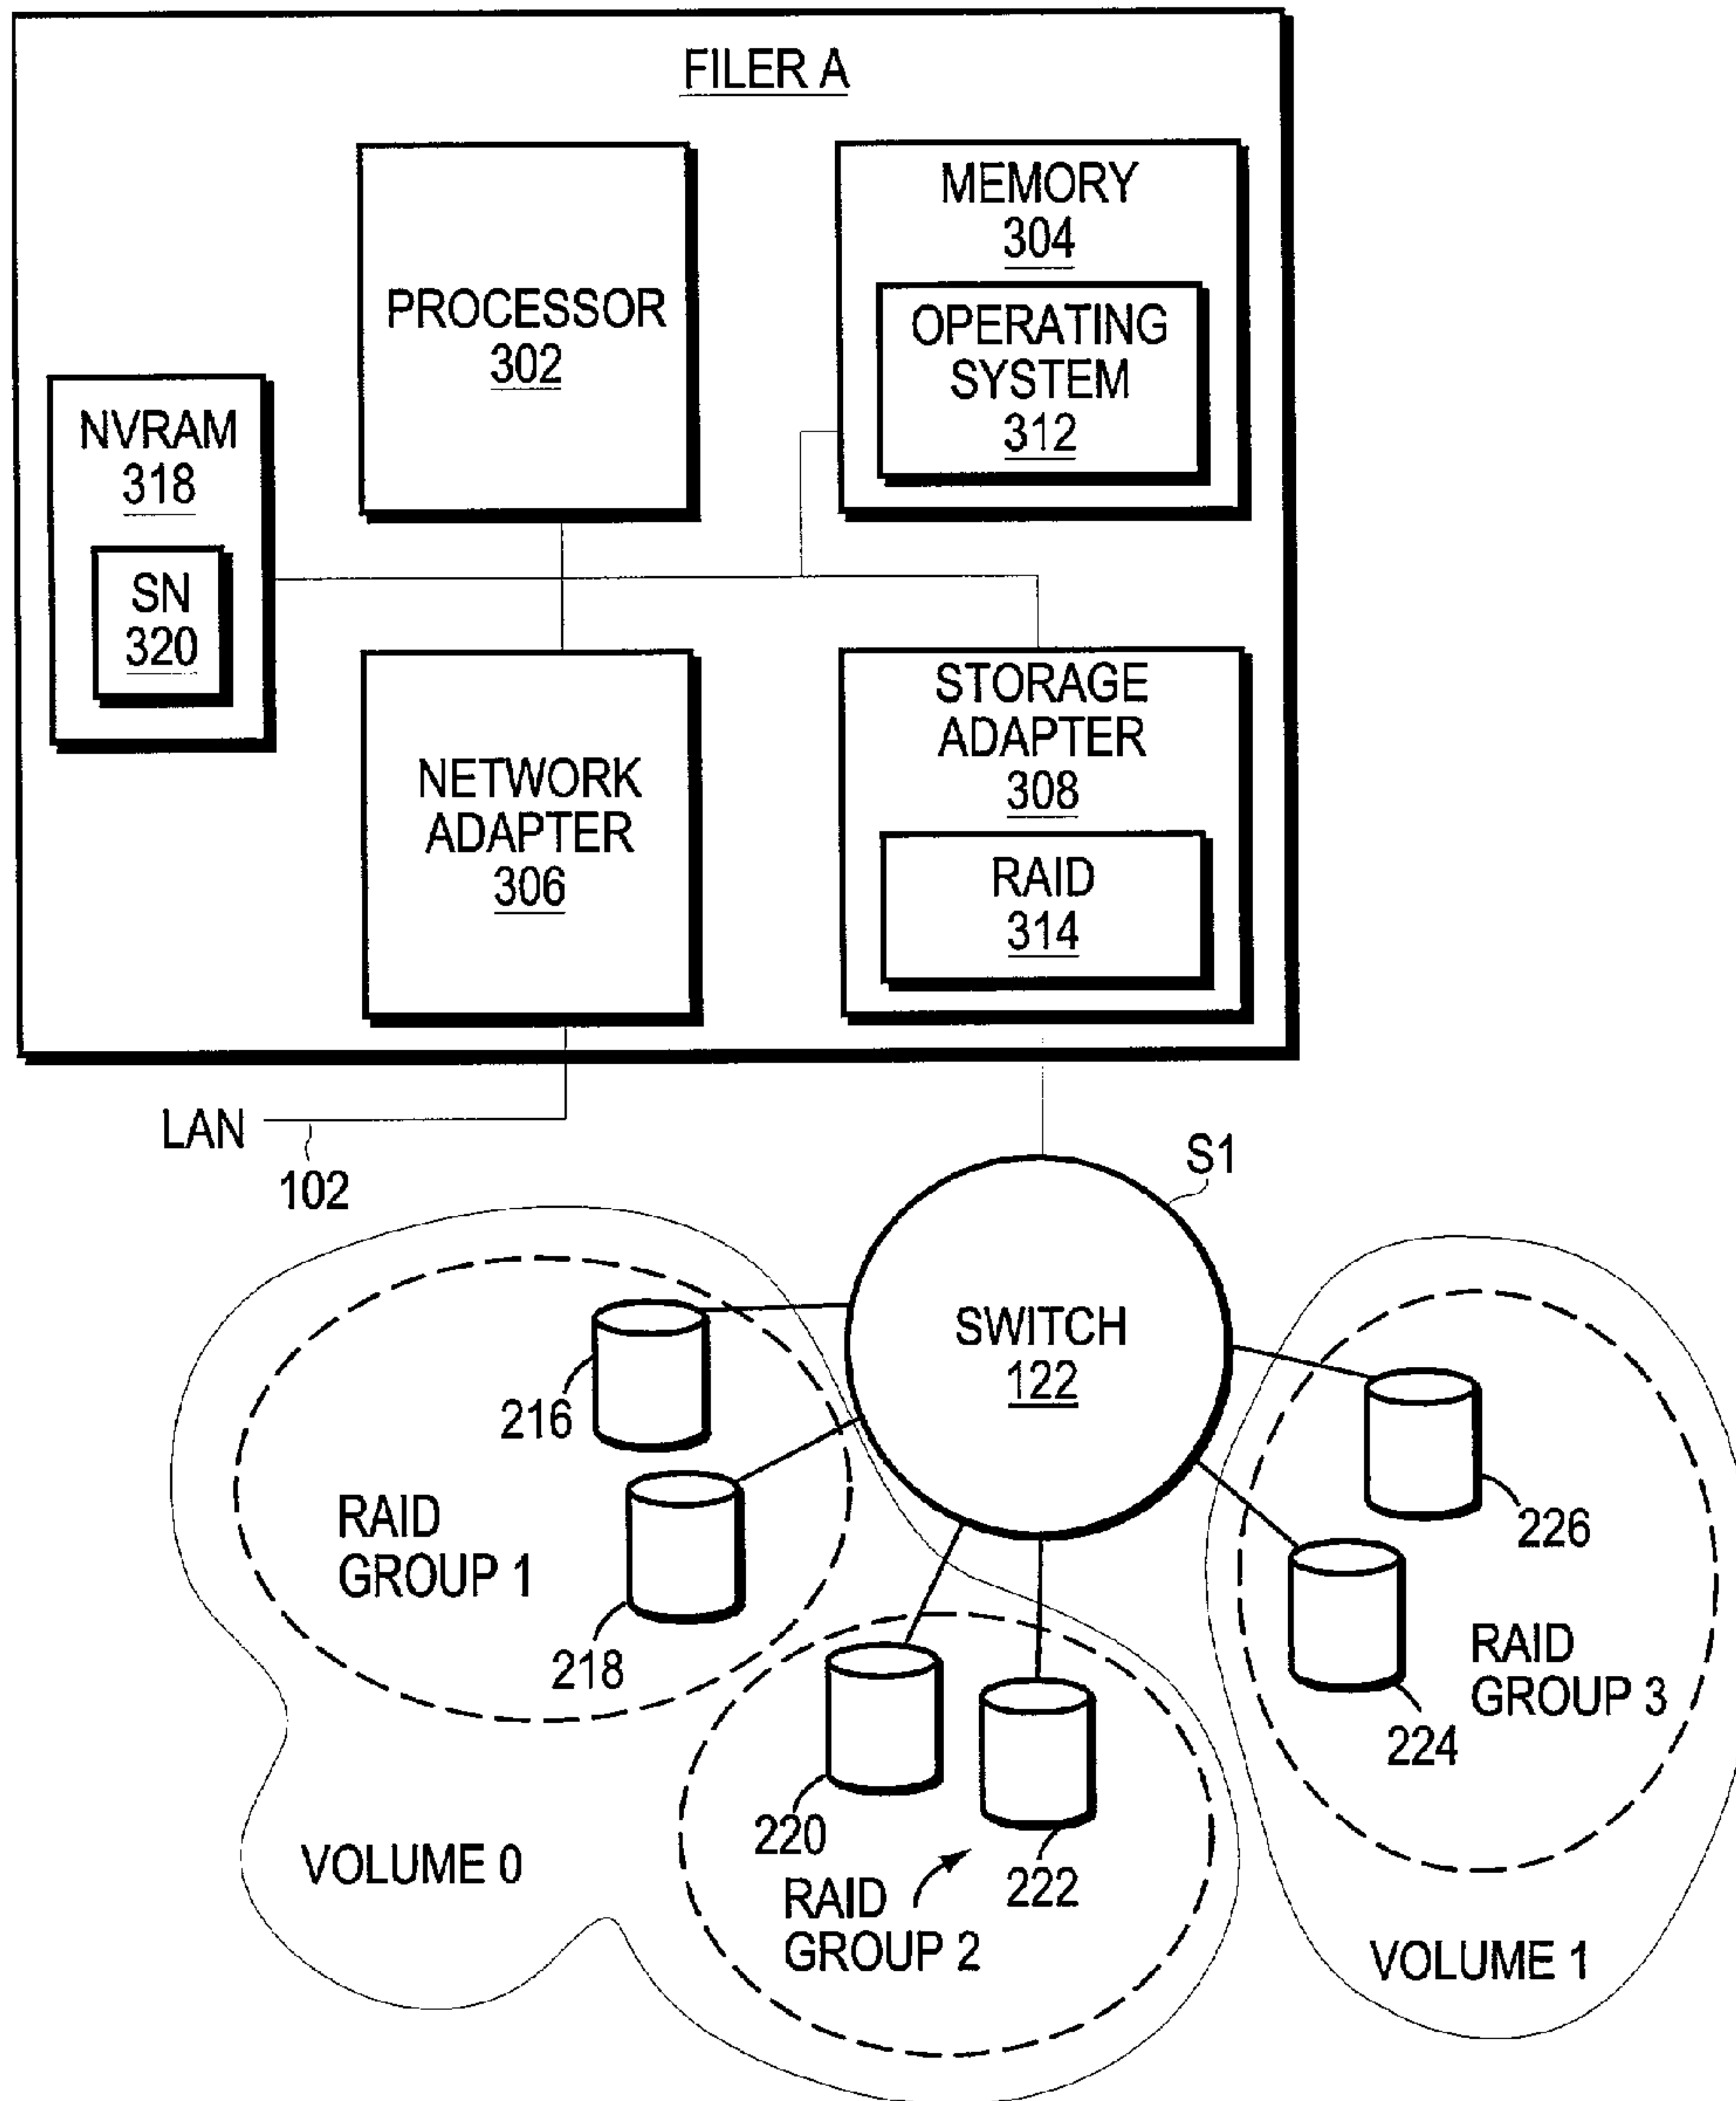 FILER A
PROCESSOR
302
MEMORY
304
OPERATING
SYSTEM
312
NVRAM
318
SN
320
NETWORK
ADAPTER
306
STORAGE
ADAPTER
308
RAID
314
LAN
102
S1
SWITCH
122
216
218
RAID
GROUP 1
226
224
RAID
GROUP 3
220
222
RAID
GROUP 2
VOLUME 0
VOLUME 1